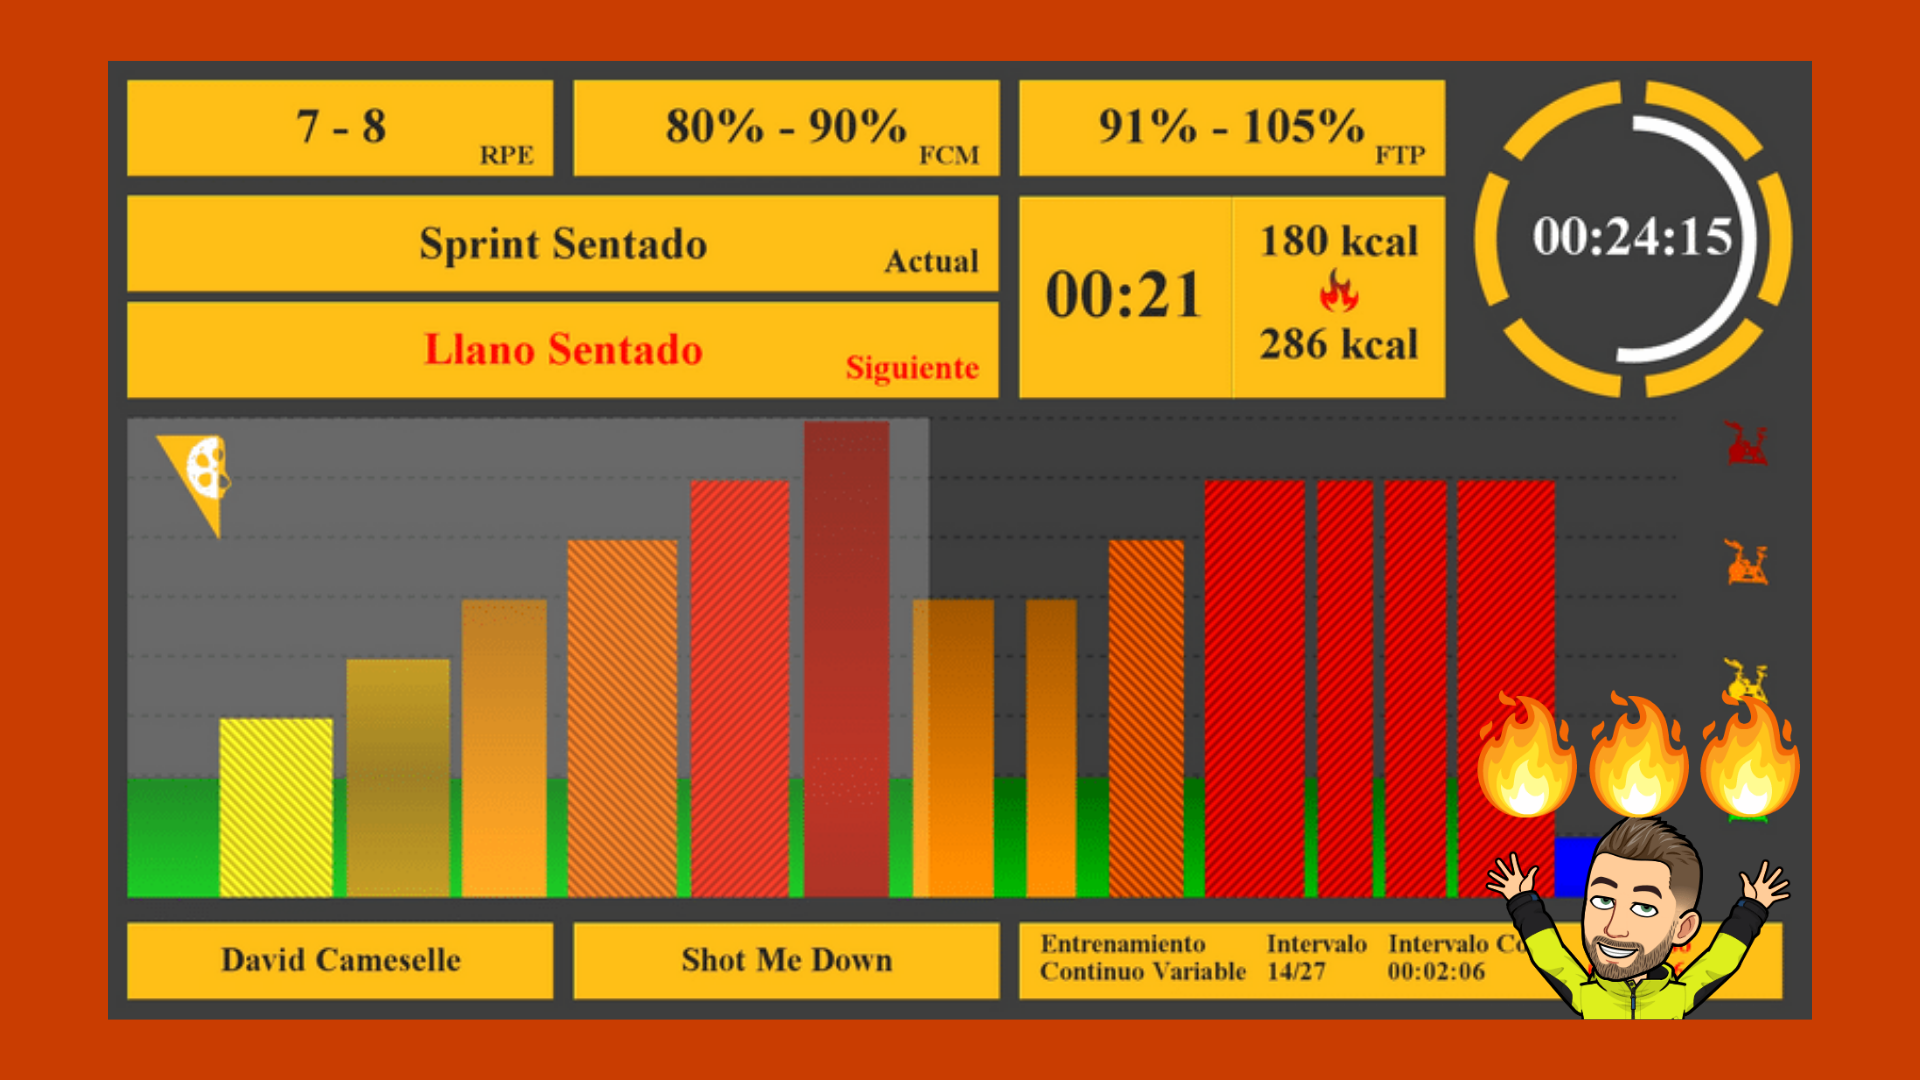 7 - 8
RPE
80% - 90%
FCM
91% - 105%
FTP
Sprint Sentado
Actual
Llano Sentado
Siguiente
00:21
180 kcal
286 kcal
00:24:15
David Cameselle
Shot Me Down
Entrenamiento
Continuo Variable
Intervalo
14/27
Intervalo
00:02:06